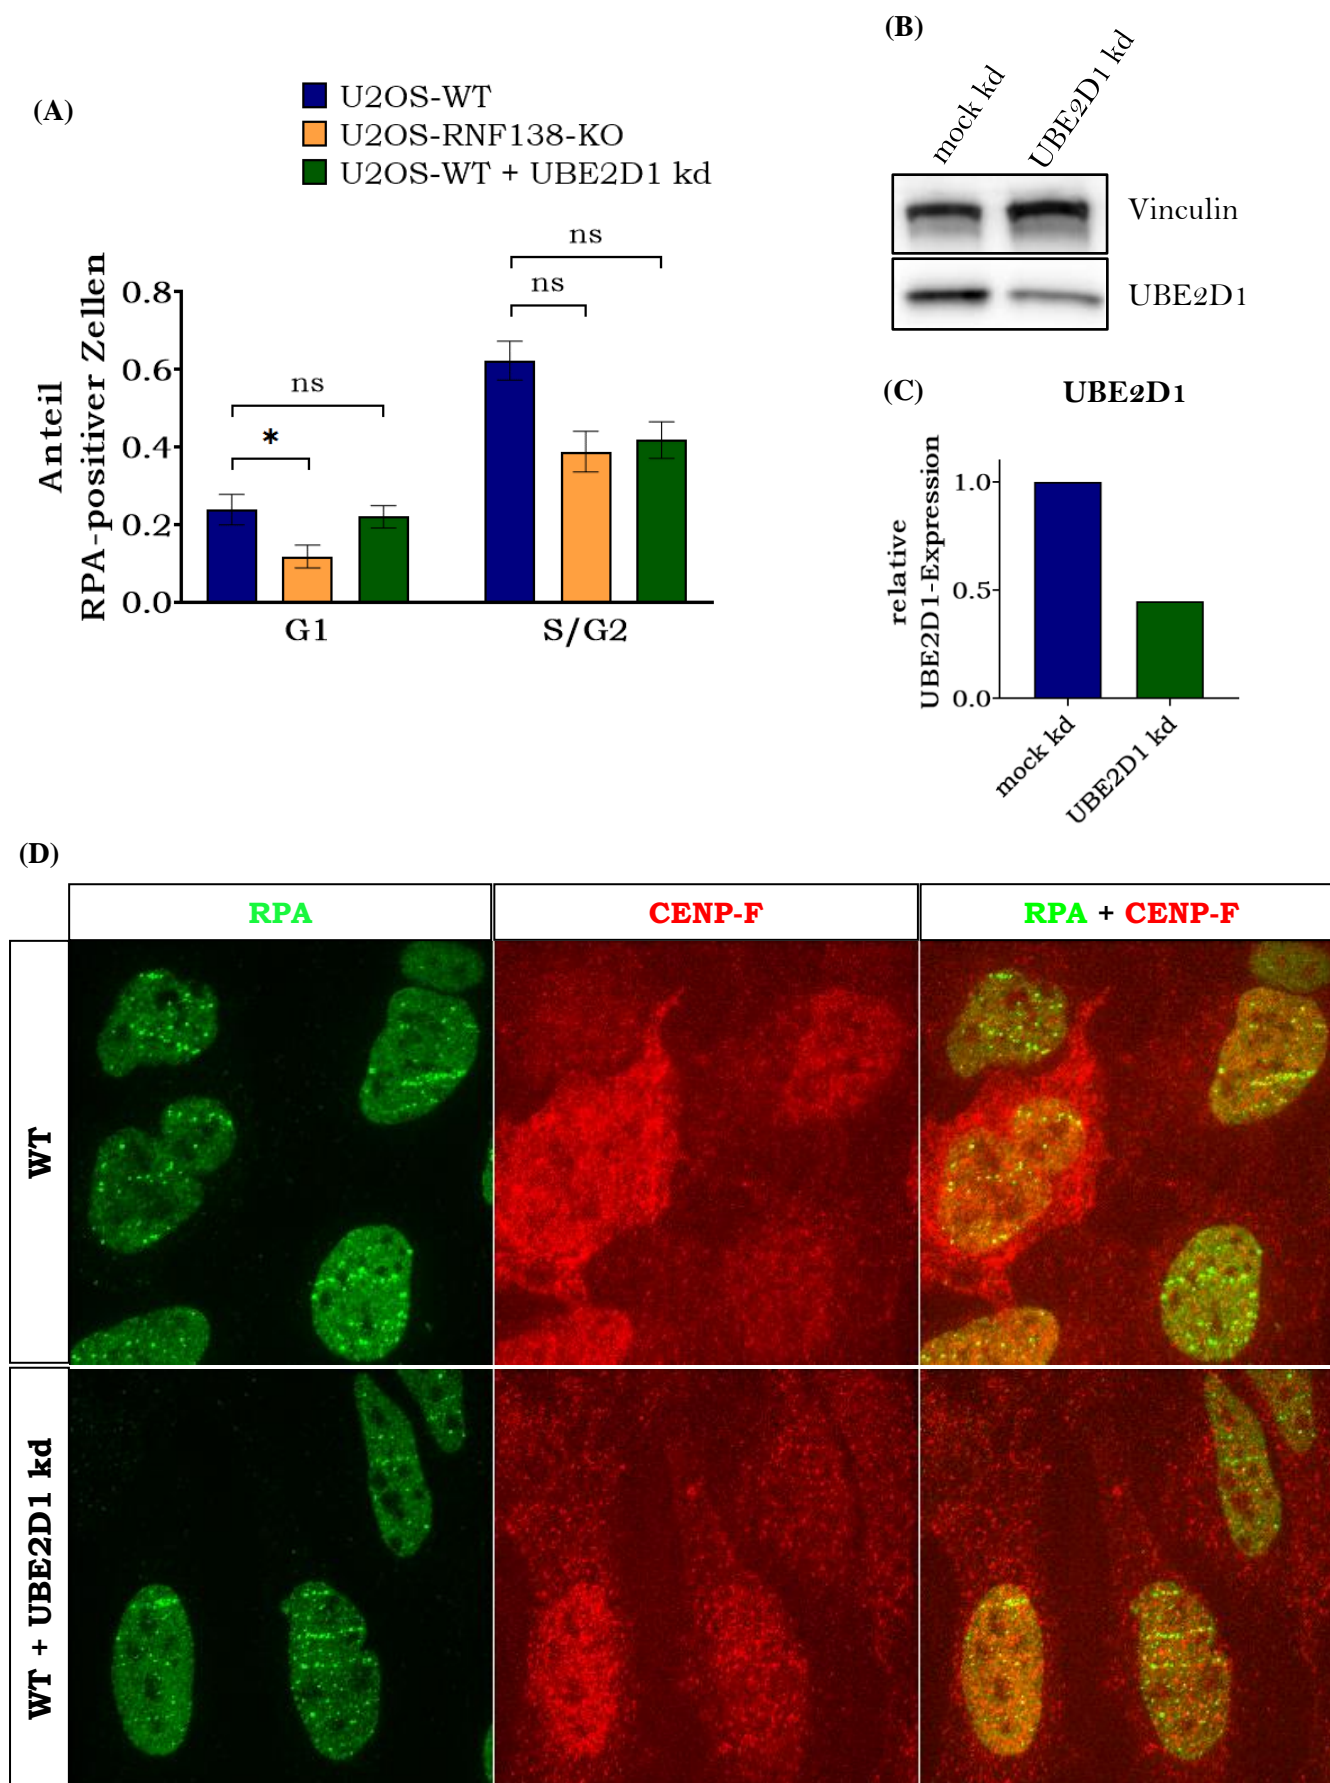 (A)
U2OS-WT
U2OS-RNF138-KO
U2OS-WT + UBE2D1 kd
Anteil
RPA-positiver Zellen
0.8
0.6
0.4
0.2
0.0
ns
*
ns
ns
G1
S/G2
(B)
mock kd
UBE2D1 kd
Vinculin
UBE2D1
(C)
UBE2D1
relative
UBE2D1-Expression
1.0
0.5
0.0
mock kd
UBE2D1 kd
(D)
RPA
CENP-F
RPA + CENP-F
WT
WT + UBE2D1 kd